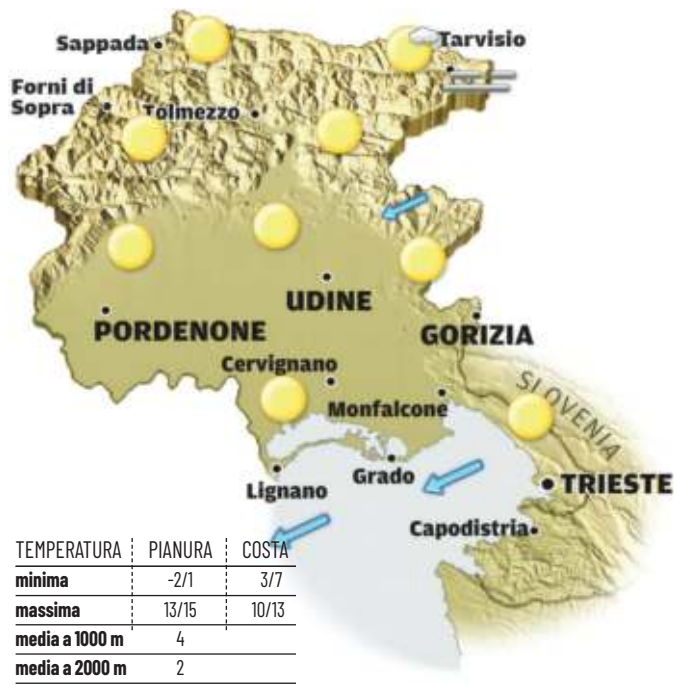 Sappada
Tarvisio
Forni di
Sopra
Tolmezzo
UDINE
PORDENONE
GORIZIA
Cervignano
SLOVENIA
Monfalcone
Grado
Lignano
TRIESTE
Capodistria
TEMPERATURA PIANURA COSTA
minima -2/1 3/7
massima 13/15 10/13
media a 1000 m 4
media a 2000 m 2